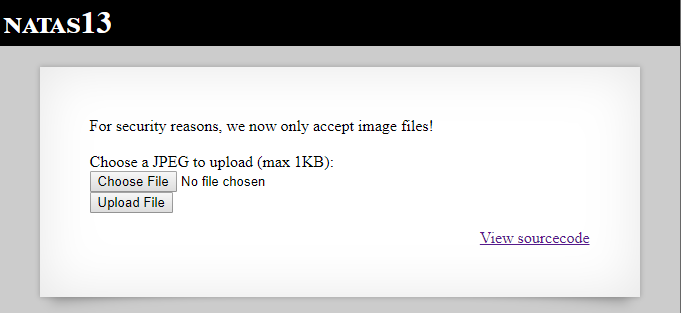 NATAS13
For security reasons, we now only accept image files!
Choose a JPEG to upload (max 1KB):
Choose File No file chosen
Upload File
View sourcecode